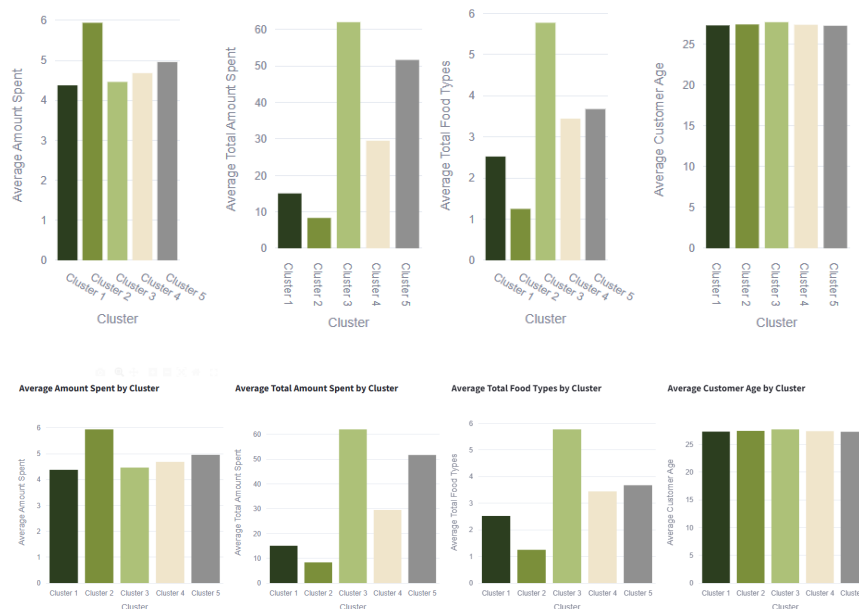 Average Amount Spent
6
5
4
3
2
1
0
Cluster 1
Cluster 2
Cluster 3
Cluster 4
Cluster 5
Cluster
Average Total Amount Spent
60
50
40
30
20
10
0
Cluster 1
Cluster 2
Cluster 3
Cluster 4
Cluster 5
Cluster
Average Total Food Types
6
5
4
3
2
1
0
Cluster 1
Cluster 2
Cluster 3
Cluster 4
Cluster 5
Cluster
Average Customer Age
25
20
15
10
5
0
Cluster 1
Cluster 2
Cluster 3
Cluster 4
Cluster 5
Cluster
Average Amount Spent by Cluster
Average Amount Spent
6
5
4
3
2
1
0
Cluster 1 Cluster 2 Cluster 3 Cluster 4 Cluster 5
Cluster
Average Total Amount Spent by Cluster
Average Total Amount Spent
60
50
40
30
20
10
0
Cluster 1 Cluster 2 Cluster 3 Cluster 4 Cluster 5
Cluster
Average Total Food Types by Cluster
Average Total Food Types
6
5
4
3
2
1
0
Cluster 1 Cluster 2 Cluster 3 Cluster 4 Cluster 5
Cluster
Average Customer Age by Cluster
Average Customer Age
25
20
15
10
5
0
Cluster 1 Cluster 2 Cluster 3 Cluster 4 Cluste
Cluster